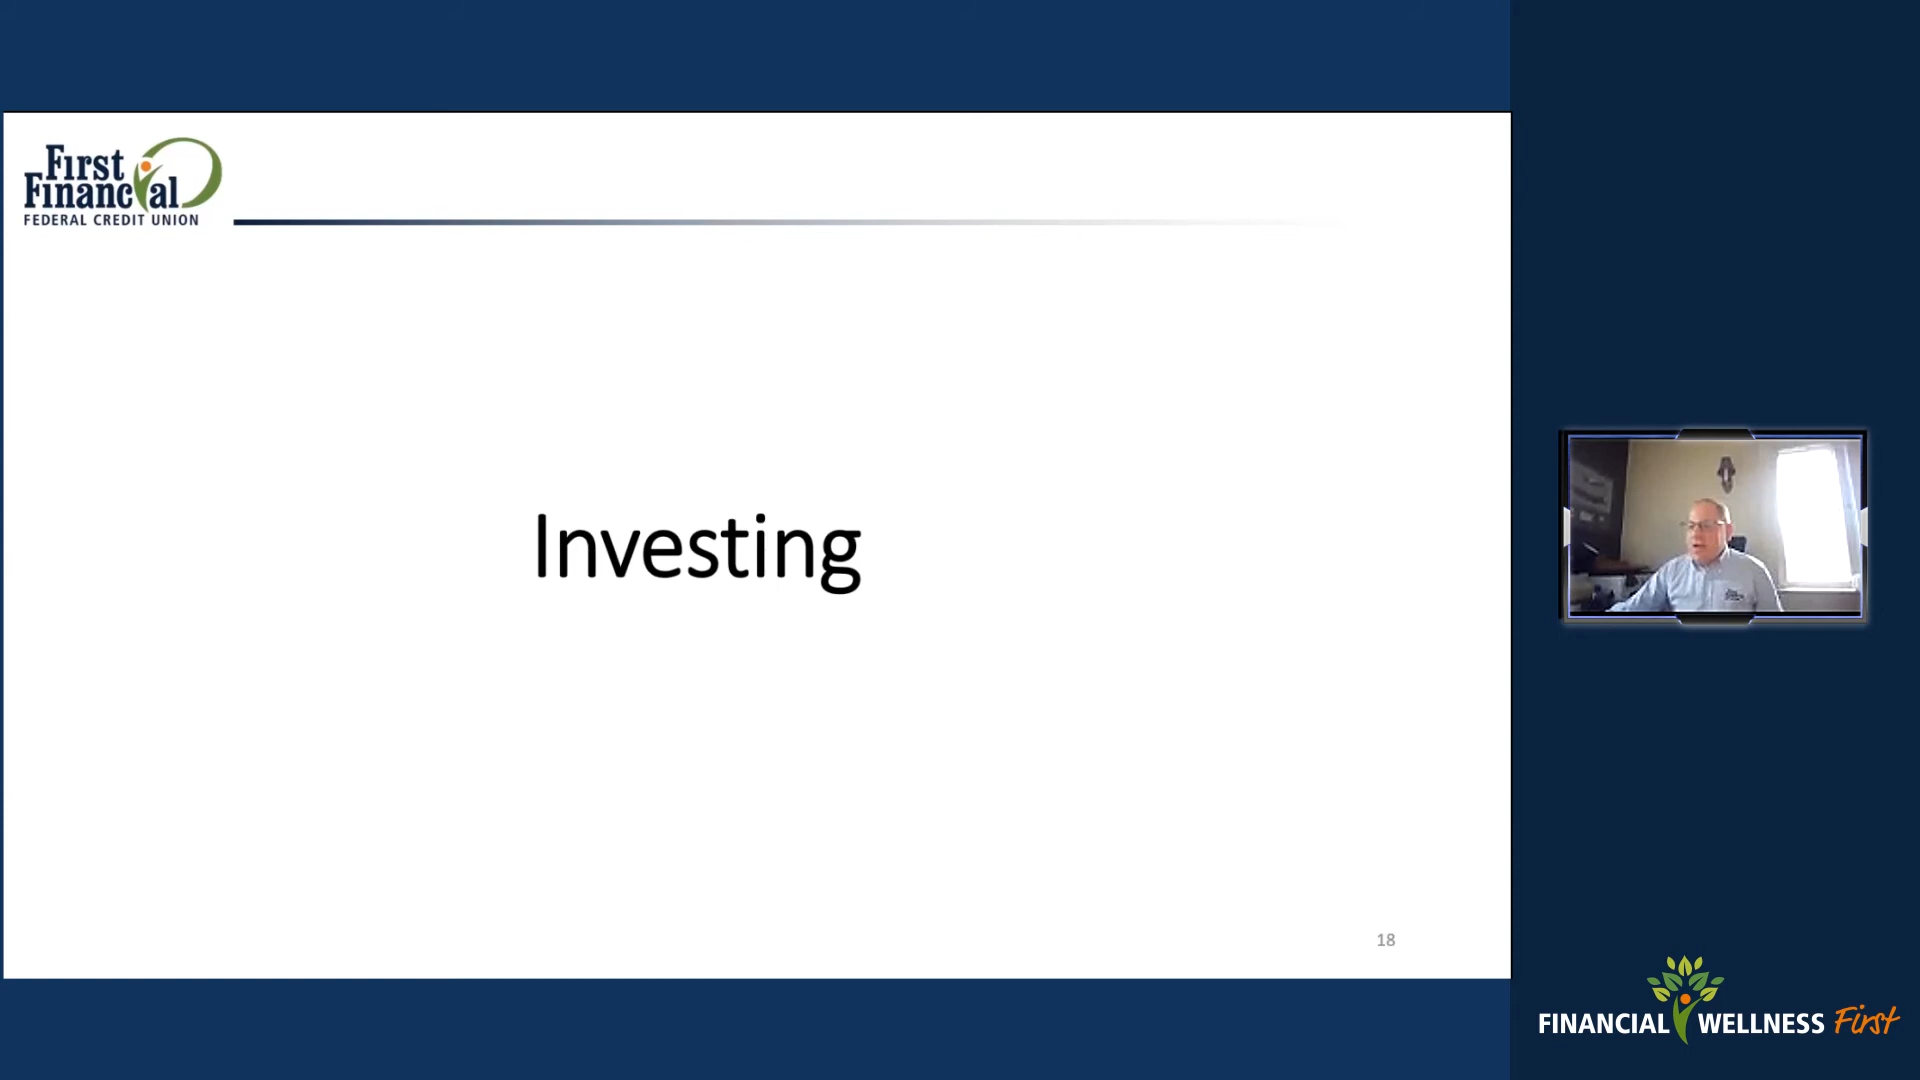 First
Financial
FEDERAL CREDIT UNION
Investing
18
FINANCIAL WELLNESS First